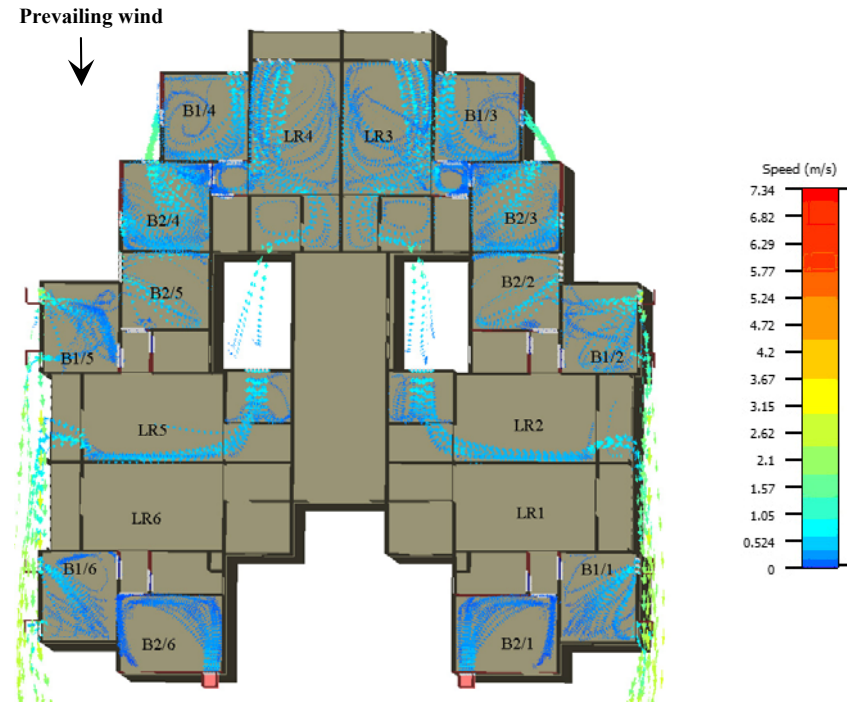 Prevailing wind
B1/4
LR4
LR3
B1/3
B2/4
B2/3
B2/5
B2/2
B1/5
B1/2
LR5
LR2
LR6
LR1
B1/6
B1/1
B2/6
B2/1
Speed (m/s)
7.34
6.82
6.29
5.77
5.24
4.72
4.2
3.67
3.15
2.62
2.1
1.57
1.05
0.524
0